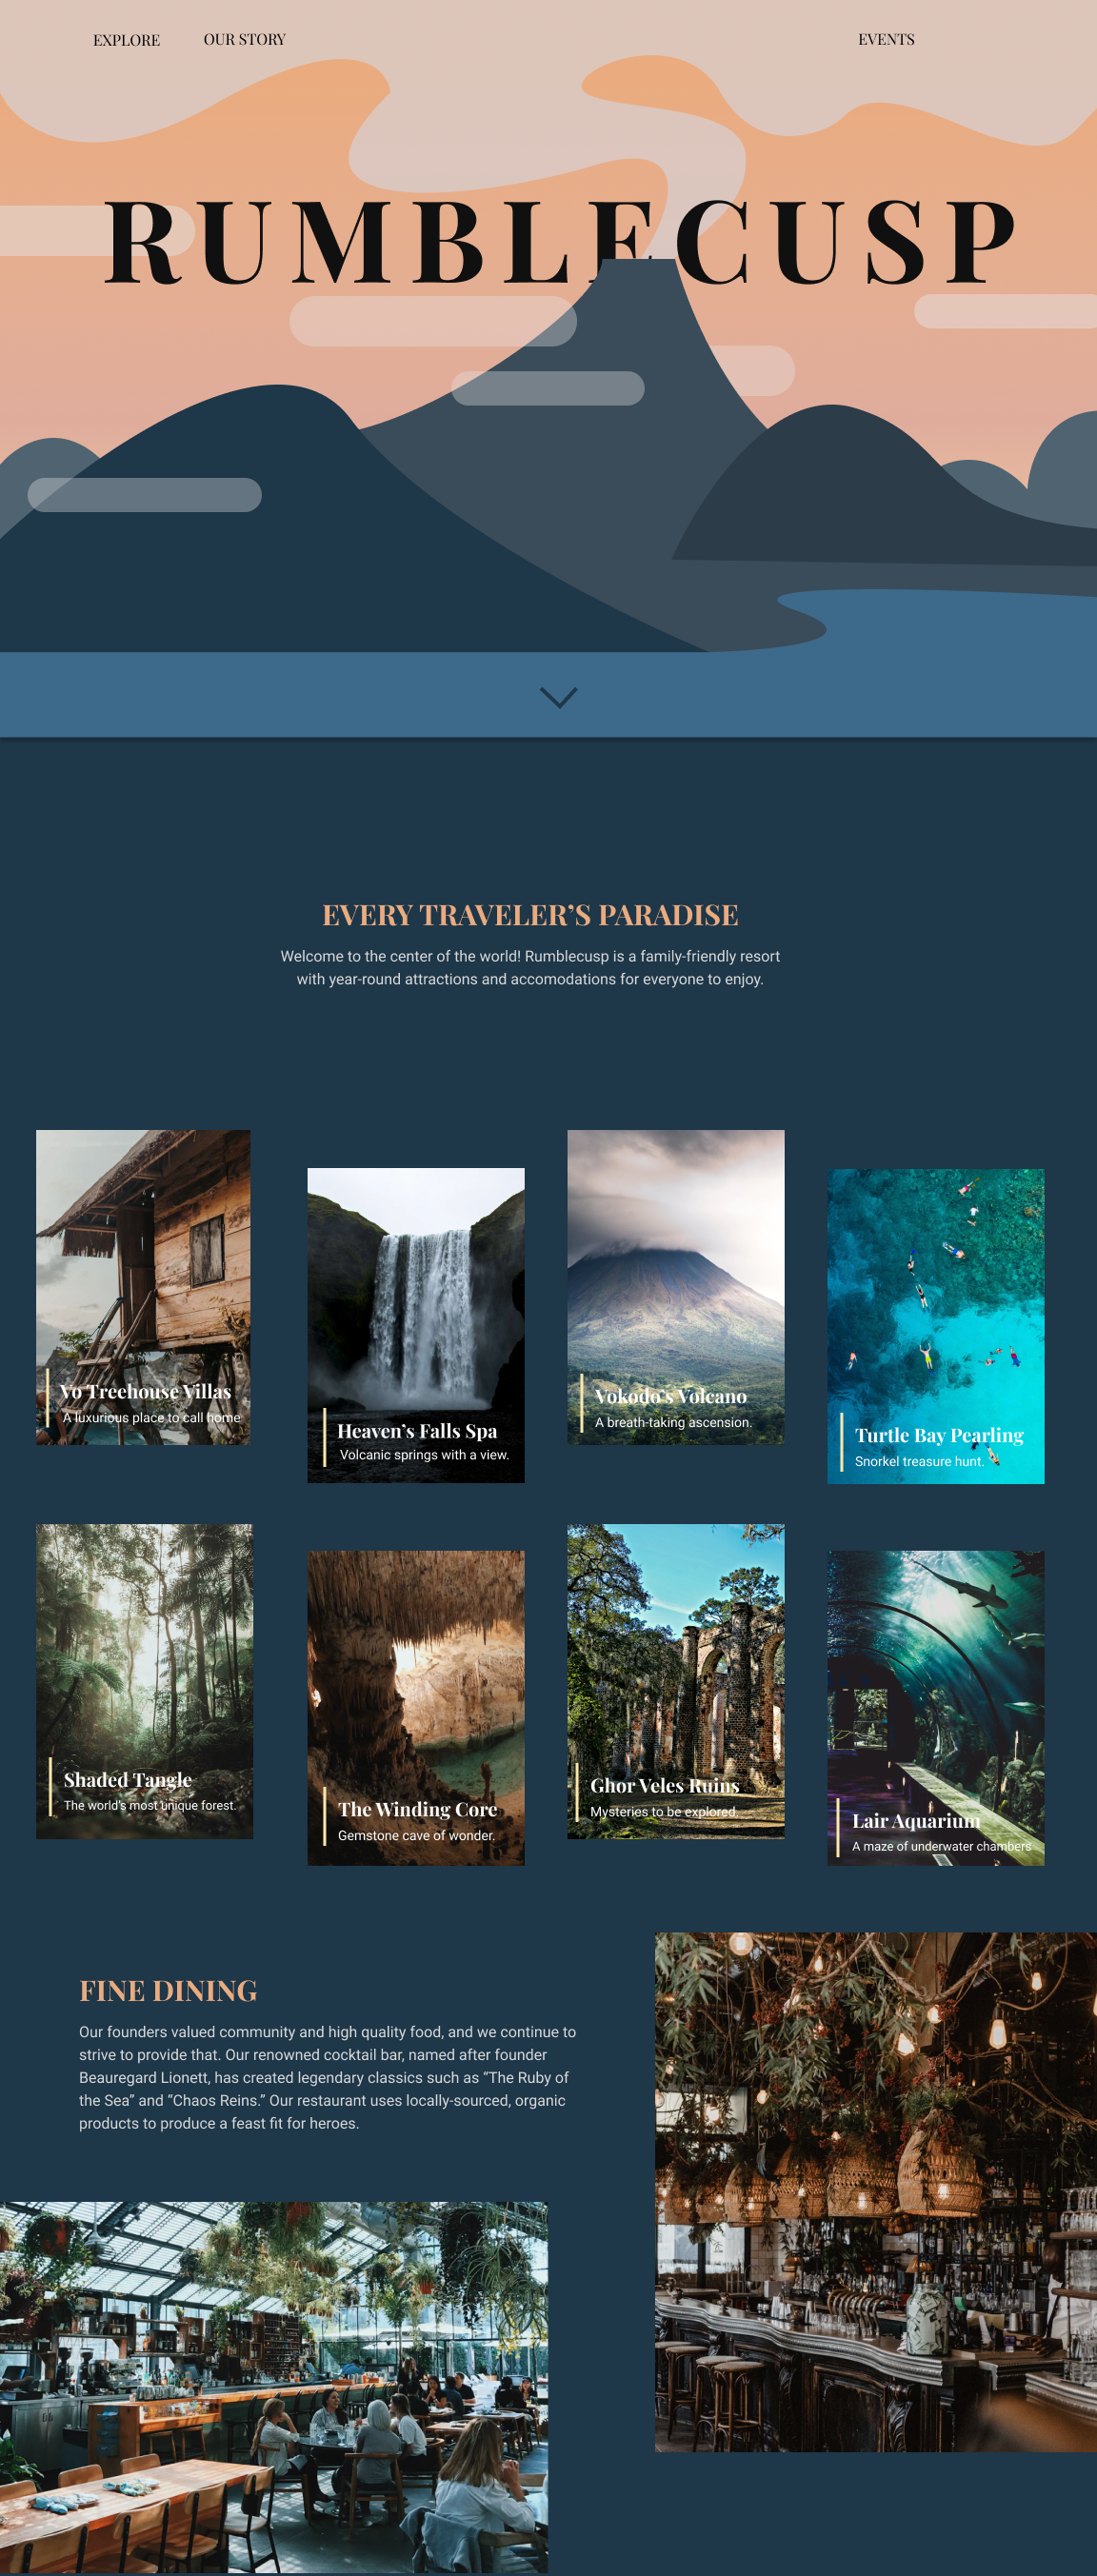 EXPLORE
OUR STORY
EVENTS
RUMBLECUSP
EVERY TRAVELER’S PARADISE
Welcome to the center of the world! Rumblecusp is a family-friendly resort
with year-round attractions and accomodations for everyone to enjoy.
Vo Treehouse Villas
A luxurious place to call home
Heaven’s Falls Spa
Volcanic springs with a view.
Vokodo’s Volcano
A breath-taking ascension.
Turtle Bay Pearling
Snorkel treasure hunt.
Shaded Tangle
The world’s most unique forest.
The Winding Core
Gemstone cave of wonder.
Ghor Veles Ruins
Mysteries to be explored.
Lair Aquarium
A maze of underwater chambers
FINE DINING
Our founders valued community and high quality food, and we continue to
strive to provide that. Our renowned cocktail bar, named after founder
Beauregard Lionett, has created legendary classics such as “The Ruby of
the Sea” and “Chaos Reins.” Our restaurant uses locally-sourced, organic
products to produce a feast fit for heroes.